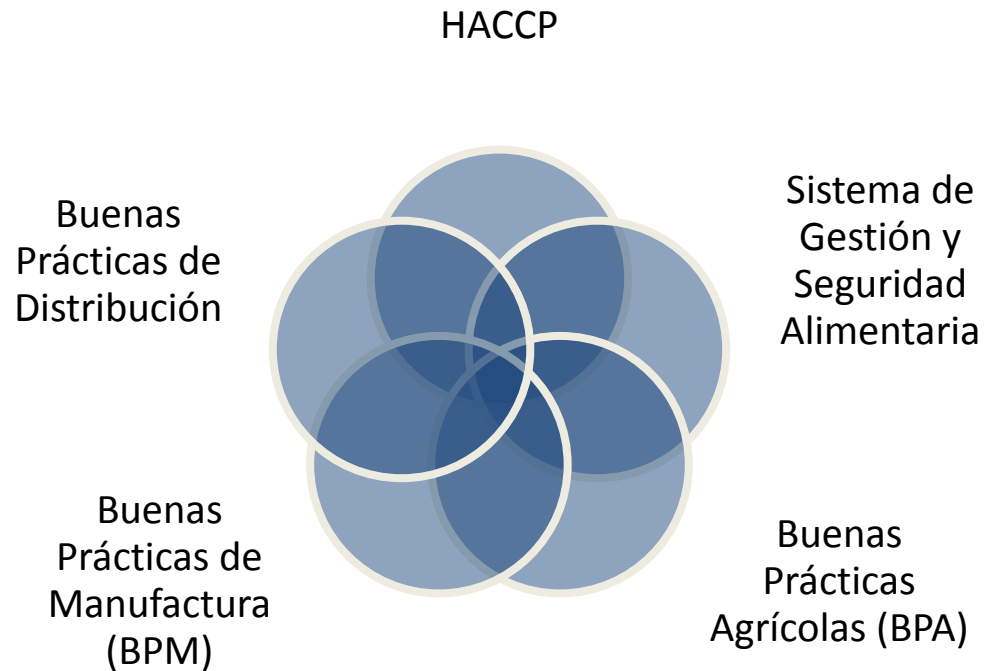 HACCP
Sistema de
Gestión y
Seguridad
Alimentaria
Buenas
Prácticas
Agrícolas (BPA)
Buenas
Prácticas de
Manufactura
(BPM)
Buenas
Prácticas de
Distribución